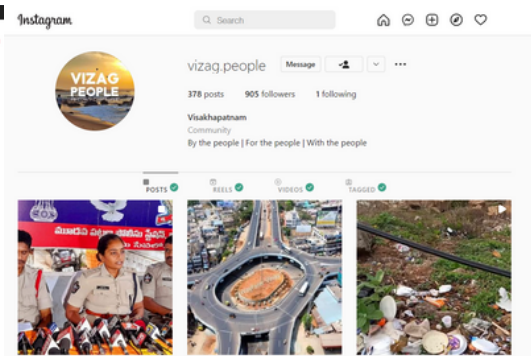 Instagram
Search
VIZAG
PEOPLE
vizag.people
Message
378 posts 905 followers 1 following
Visakhapatnam
Community
By the people | For the people | With the people
POSTS REELS VIDEOS TAGGED